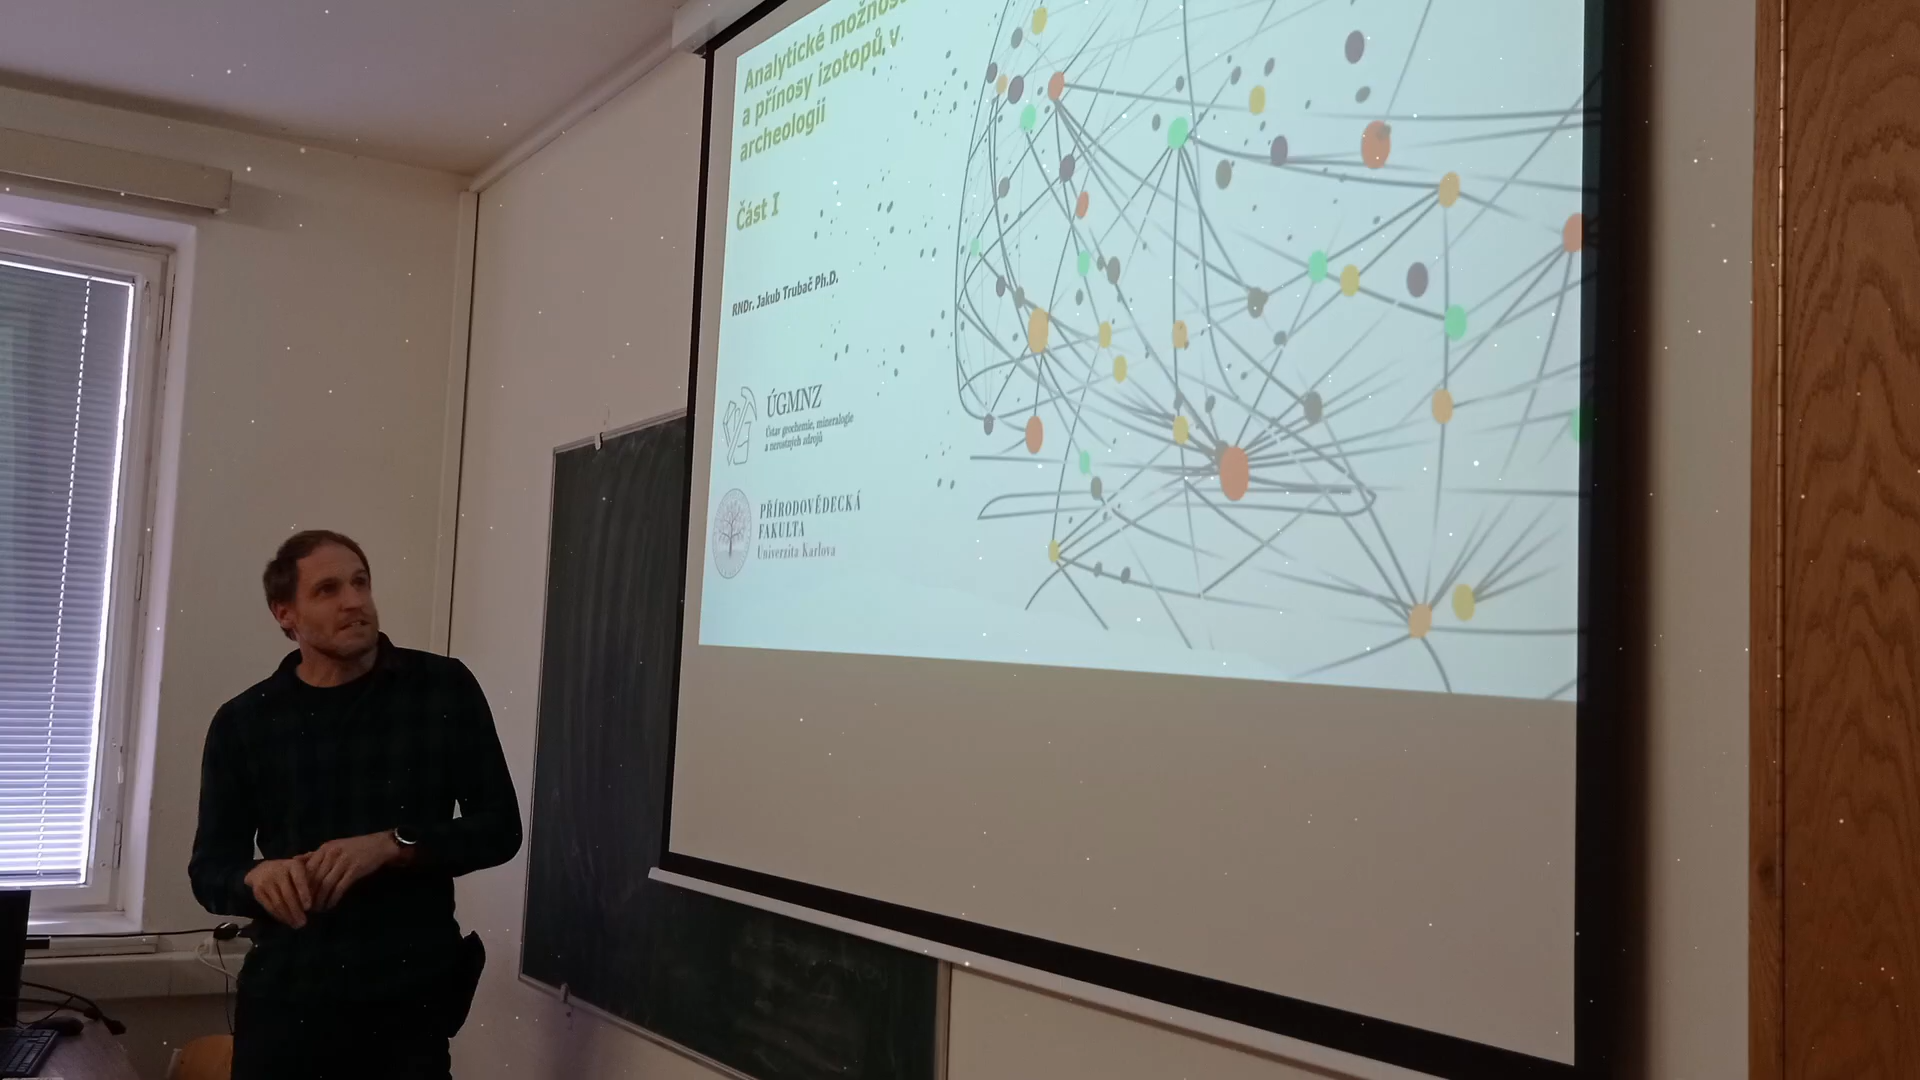 Analytické možnosti
a přínosy izotopů v
archeologii
Část I
RNDr. Jakub Trubač Ph.D.
ÚGMNZ
Ústav geochemie, mineralogie
a nerostných zdrojů
PŘÍRODOVĚDECKÁ
FAKULTA
Univerzita Karlova